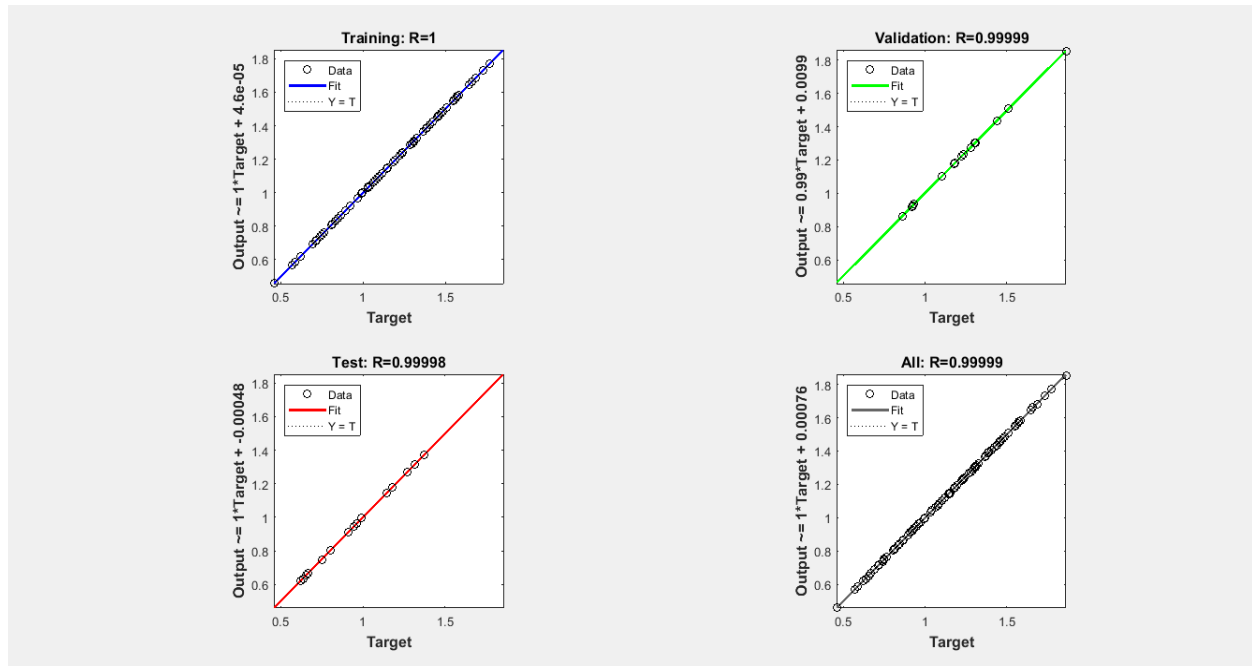 Training: R=1
Output ~= 1*Target + 4.6e-05
1.8
1.6
1.4
1.2
1
0.8
0.6
Data
Fit
Y = T
0.5
1
1.5
Target
Validation: R=0.99999
Output ~= 0.99*Target + 0.0099
1.8
1.6
1.4
1.2
1
0.8
0.6
Data
Fit
Y = T
0.5
1
1.5
Target
Test: R=0.99998
Output ~= 1*Target + -0.00048
1.8
1.6
1.4
1.2
1
0.8
0.6
Data
Fit
Y = T
0.5
1
1.5
Target
All: R=0.99999
Output ~= 1*Target + 0.00076
1.8
1.6
1.4
1.2
1
0.8
0.6
Data
Fit
Y = T
0.5
1
1.5
Target